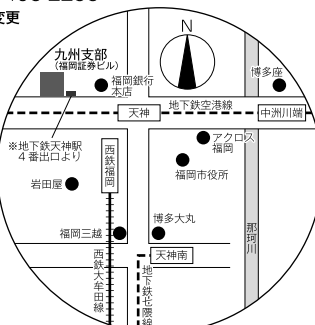 変更
N
九州支部
(福岡証券ビル)
福岡銀行
本店
博多座
地下鉄空港線
天神
中洲川端
※地下鉄天神駅
４番出口より
アクロス
福岡
西鉄福岡
福岡市役所
岩田屋
那珂川
福岡三越
博多大丸
天神南
西鉄大牟田線
地下鉄七隈線